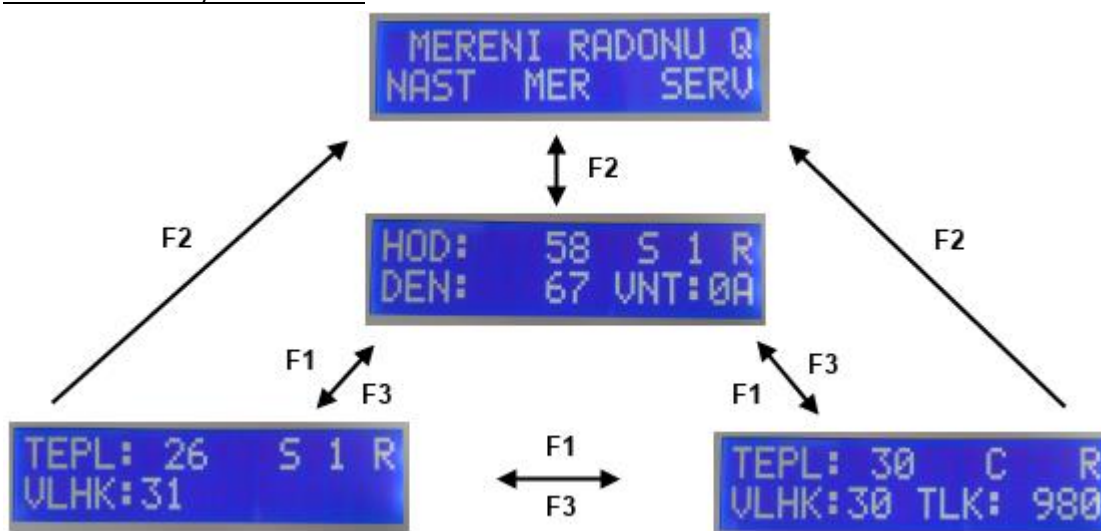 MERENI RADONU Q
NAST MER SERV
F2
HOD: 58 S 1 R
DEN: 67 VNT:0A
F2
F2
F1
F3
F3
F1
TEPL: 26 S 1 R
VLHK:31
F1
F3
TEPL: 30 C R
VLHK:30 TLK: 980